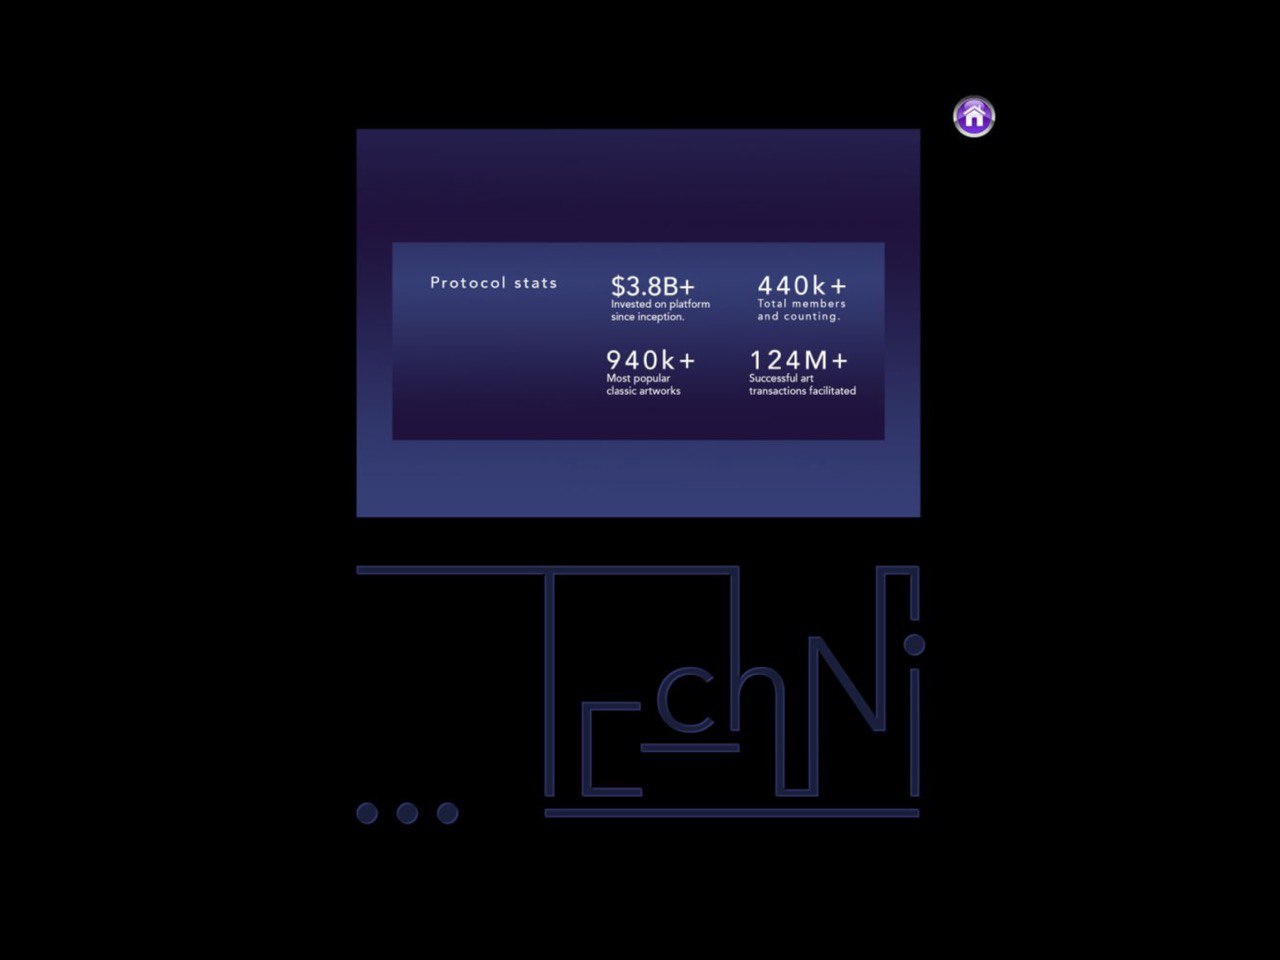 Protocol stats
$3.8B+
Invested on platform
since inception.
440k+
Total members
and counting.
940k+
Most popular
classic artworks
124M+
Successful art
transactions facilitated
TEchNi